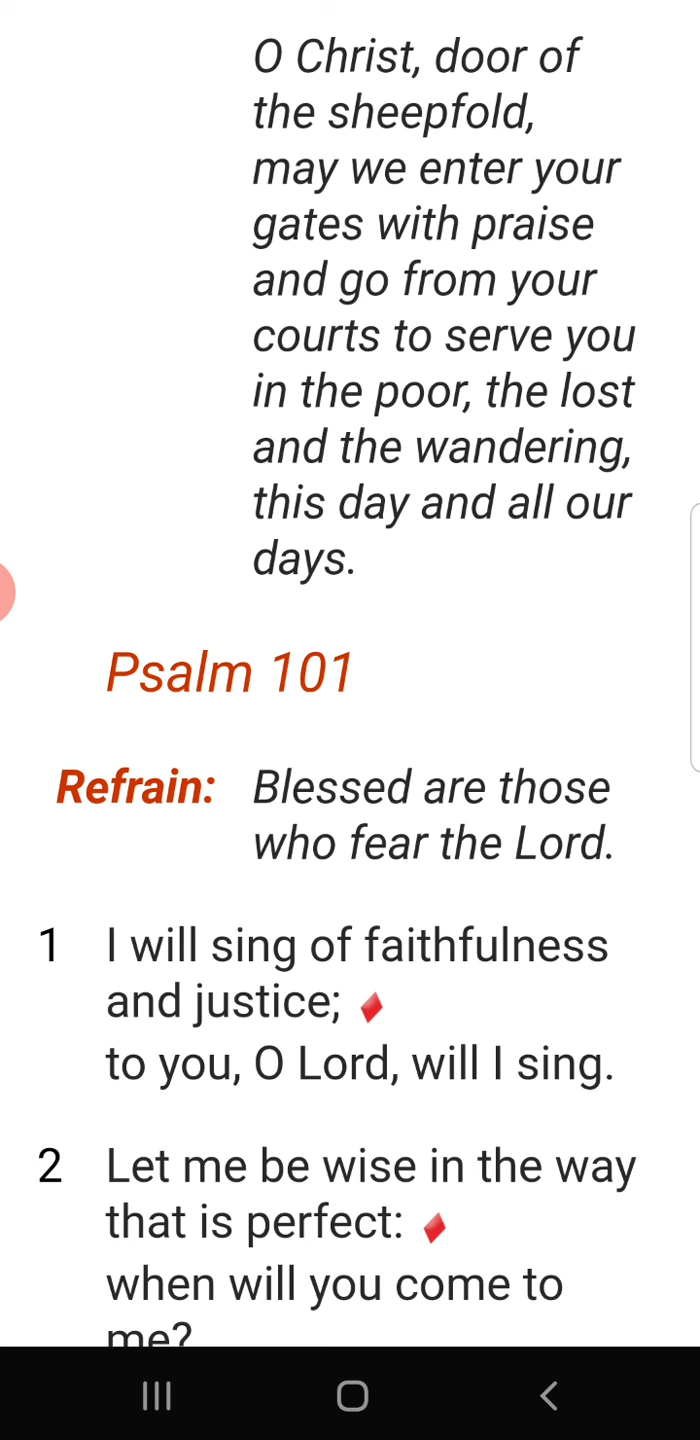 O Christ, door of
the sheepfold,
may we enter your
gates with praise
and go from your
courts to serve you
in the poor, the lost
and the wandering,
this day and all our
days.
Psalm 101
Refrain: Blessed are those
who fear the Lord.
1 I will sing of faithfulness
and justice; ♦
to you, O Lord, will I sing.
2 Let me be wise in the way
that is perfect: ♦
when will you come to
me?